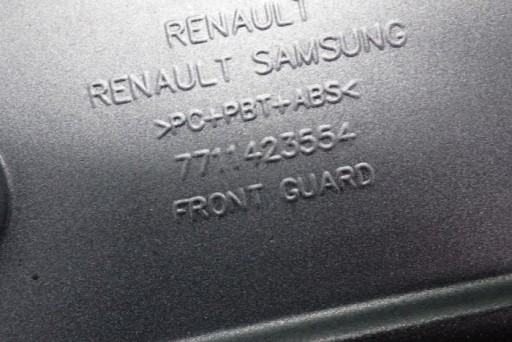 RENAULT
RENAULT SAMSUNG
>PC+PBT+ABS<
7711423554
FRONT GUARD